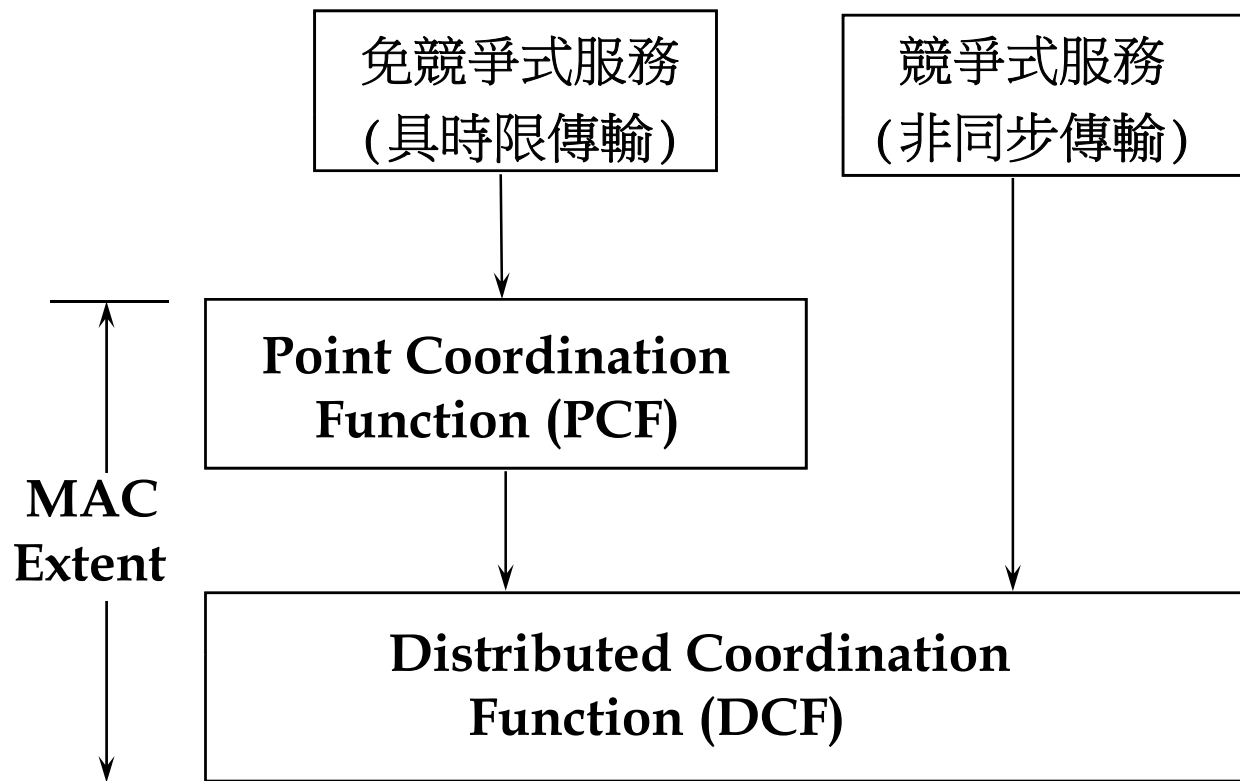 免競爭式服務
(具時限傳輸)
競爭式服務
(非同步傳輸)
Point Coordination
Function (PCF)
MAC
Extent
Distributed Coordination
Function (DCF)